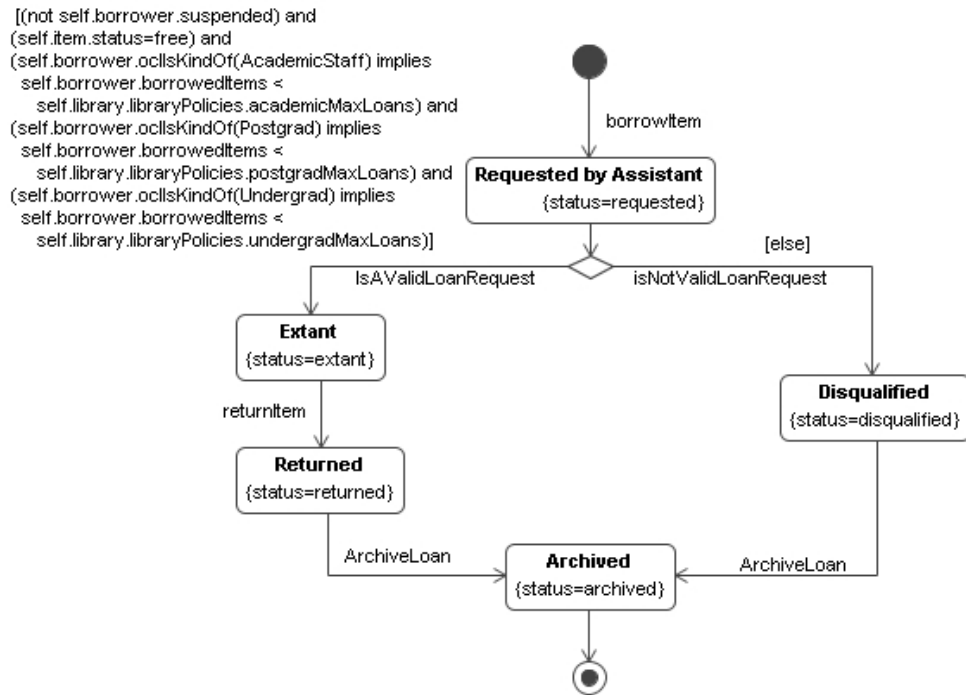 [(not self.borrower.suspended) and
(self.item.status=free) and
(self.borrower.oclIsKindOf(AcademicStaff) implies
self.borrower.borrowedItems <
self.library.libraryPolicies.academicMaxLoans) and
(self.borrower.oclIsKindOf(Postgrad) implies
self.borrower.borrowedItems <
self.library.libraryPolicies.postgradMaxLoans) and
(self.borrower.oclIsKindOf(Undergrad) implies
self.borrower.borrowedItems <
self.library.libraryPolicies.undergradMaxLoans)]
borrowItem
Requested by Assistant
{status=requested}
[else]
IsAValidLoanRequest
isNotValidLoanRequest
Extant
{status=extant}
Disqualified
{status=disqualified}
returnItem
Returned
{status=returned}
ArchiveLoan
Archived
{status=archived}
ArchiveLoan